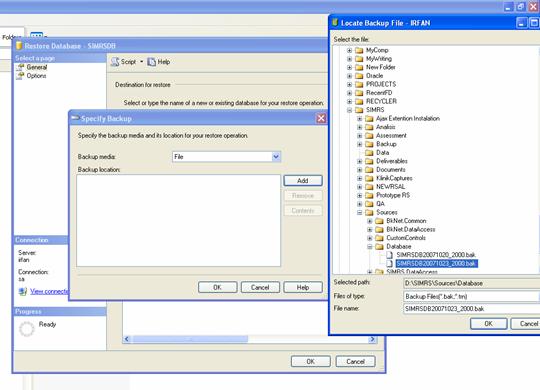 Folders
Restore Database - SIMRSDB
Select a page
General
Options
Script
Help
Destination for restore
Select or type the name of a new or existing database for your restore operation.
Specify Backup
Specify the backup media and its location for your restore operation.
Backup media:
File
Backup location:
Add
Remove
Contents
OK
Cancel
Help
Connection
Server:
irfan
Connection:
sa
View connectio
Progress
Ready
OK
Cancel
Locate Backup File - IRFAN
Select the file:
MyComp
MyWriting
New Folder
Oracle
PROJECTS
RecentFD
RECYCLER
SIMRS
Ajax Extention Instalation
Analisis
Assessment
Backup
Data
Deliverables
Documents
KlinikCaptures
NEWRSAL
Prototype RS
QA
Sources
BkNet.Common
BkNet.DataAccess
CustomControls
Database
SIMRSDB20071020_2000.bak
SIMRSDB20071023_2000.bak
SIMRS.DataAccess
Selected path:
D:\SIMRS\Sources\Database
Files of type:
Backup Files(*.bak;*.trn)
File name:
SIMRSDB20071023_2000.bak
OK
Cancel